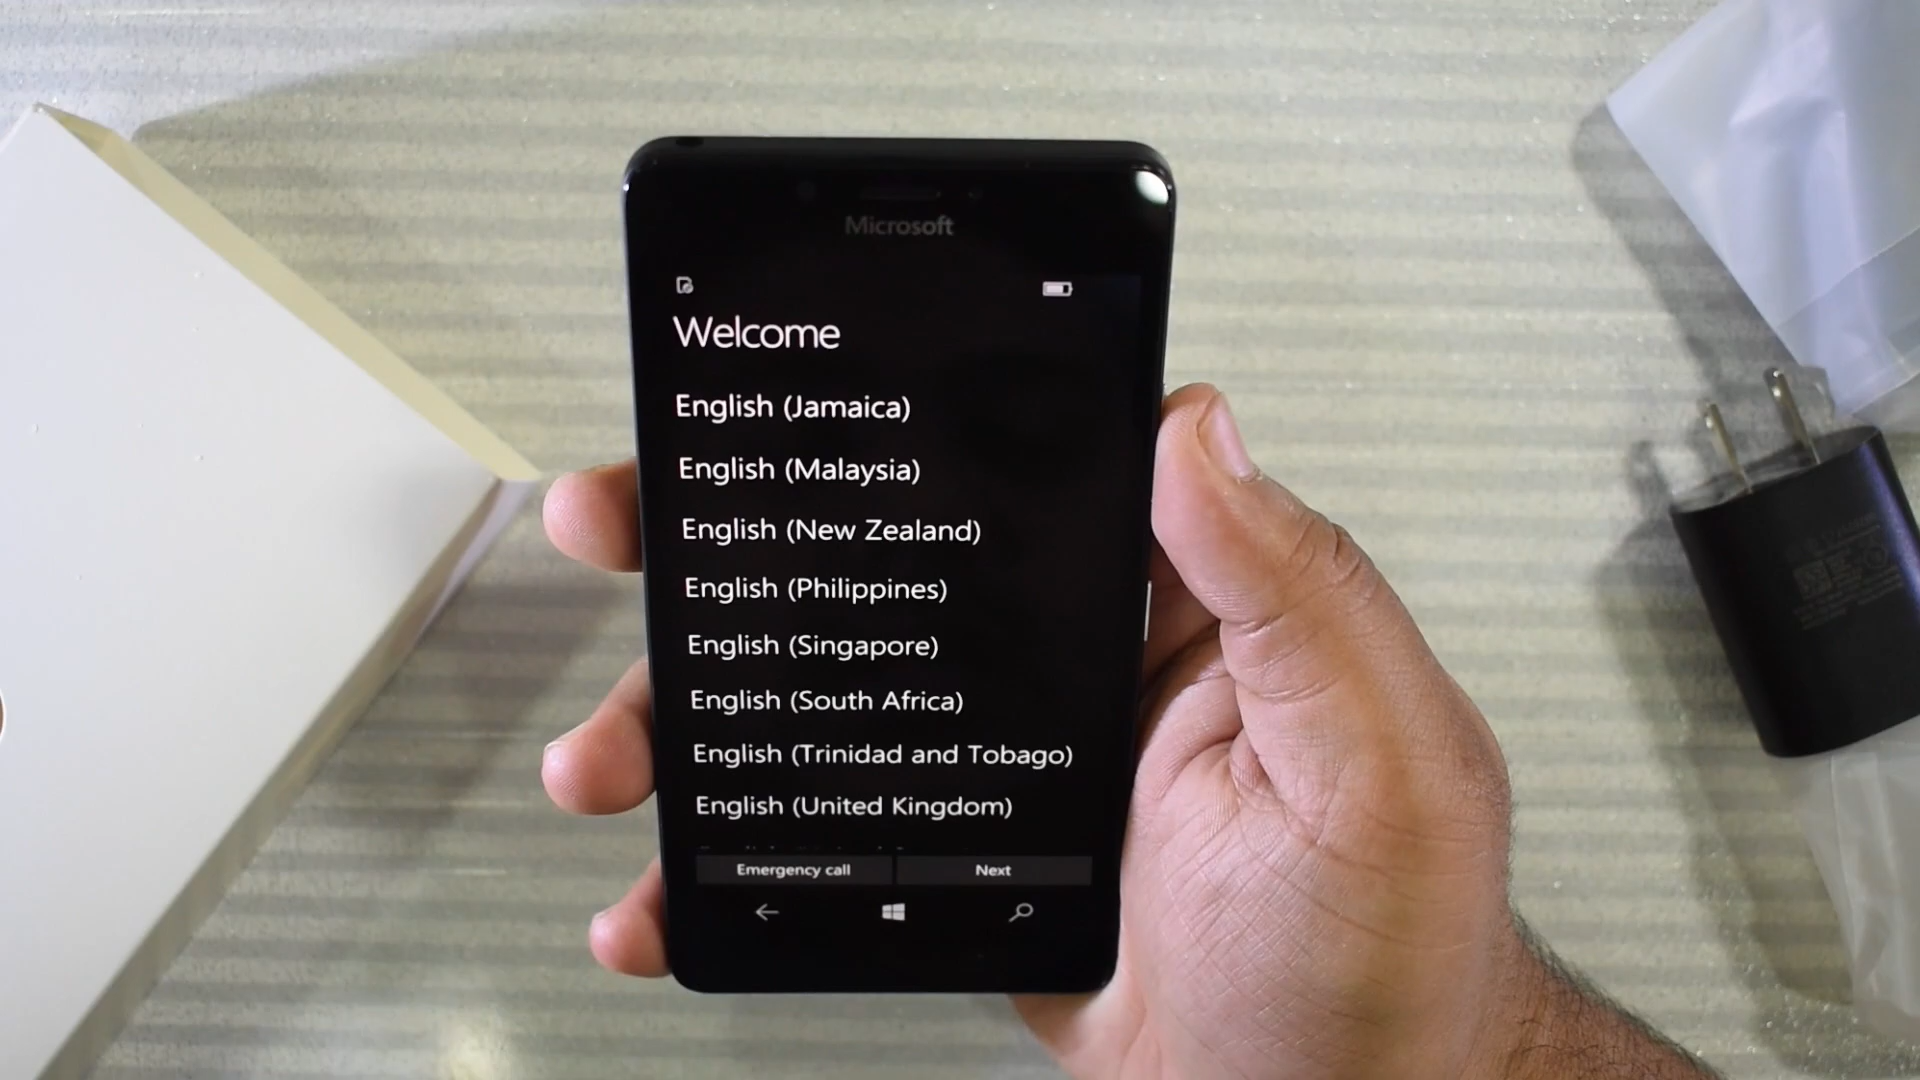 Microsoft
Welcome
English (Jamaica)
English (Malaysia)
English (New Zealand)
English (Philippines)
English (Singapore)
English (South Africa)
English (Trinidad and Tobago)
English (United Kingdom)
Emergency call
Next